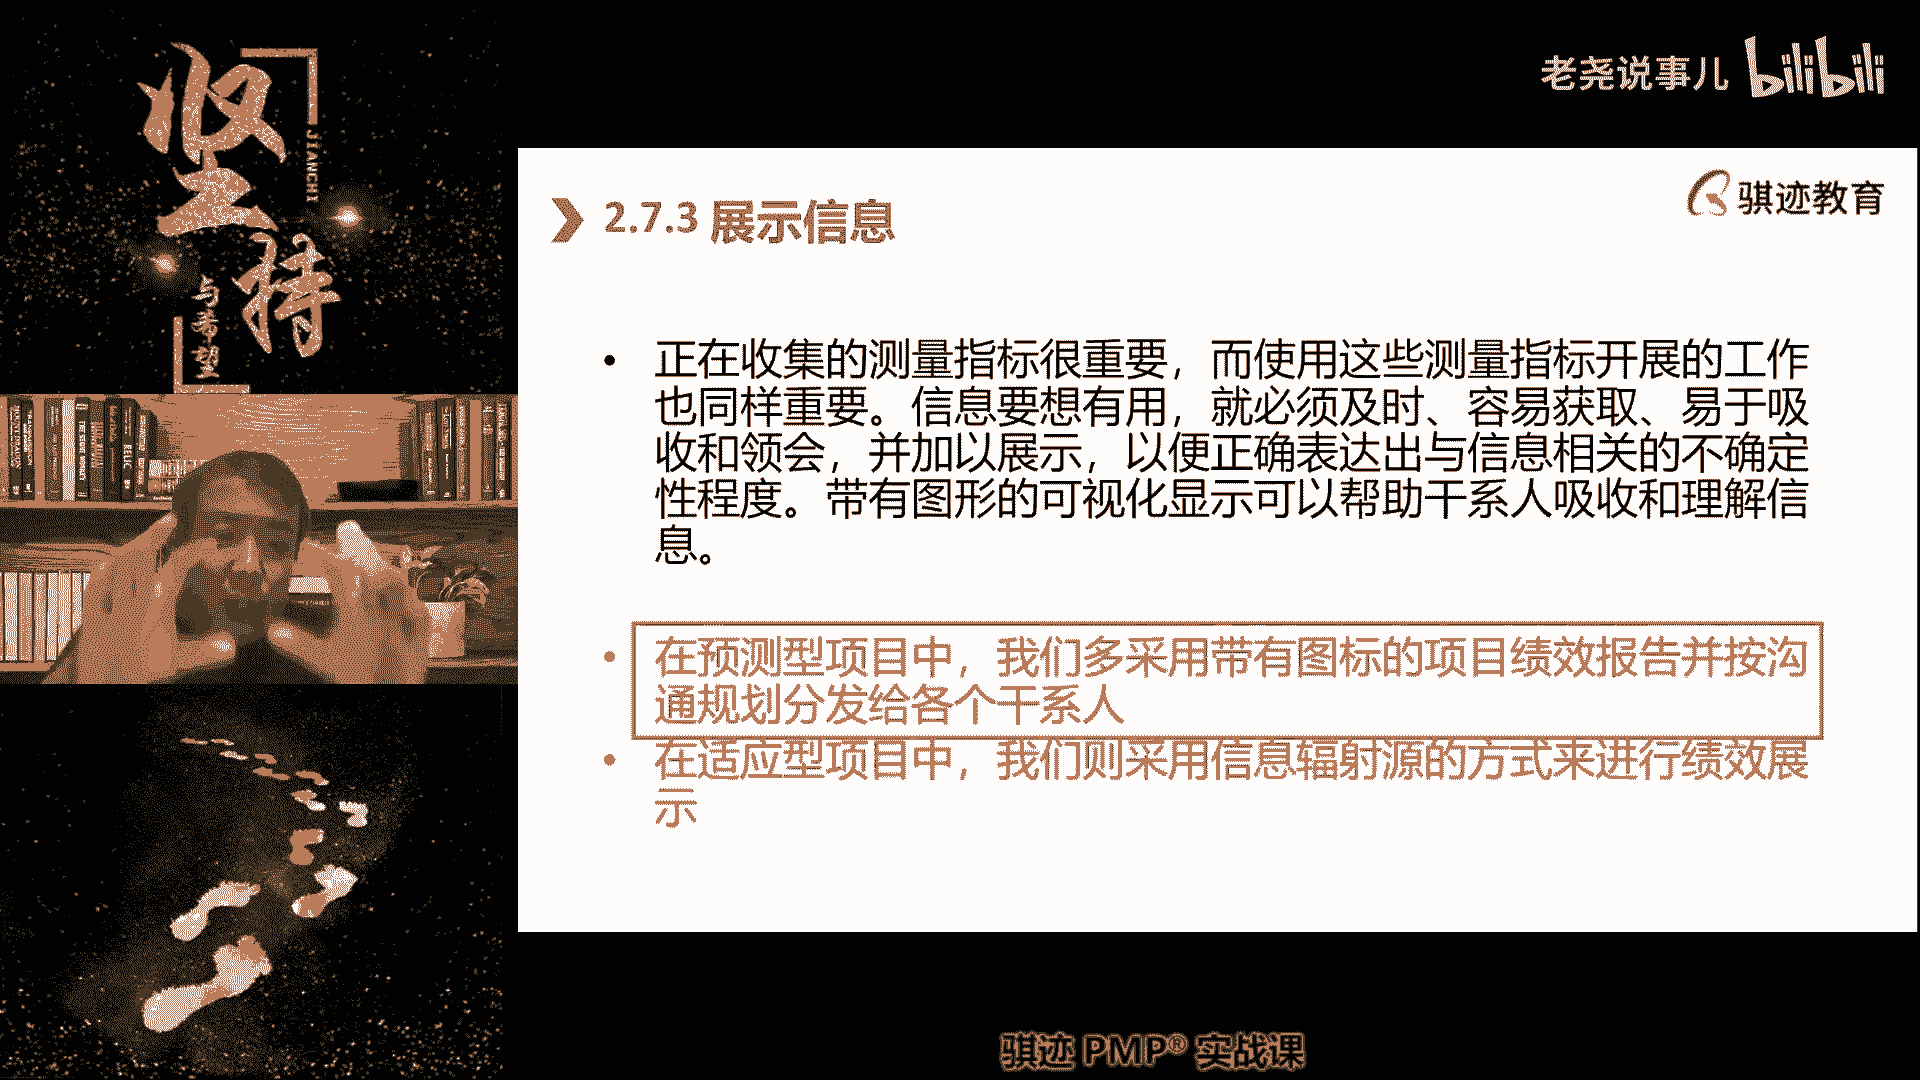 坚
持
JIANCHI
与希望
老尧说事儿 bilibili
骐迹教育
2.7.3 展示信息
• 正在收集的测量指标很重要，而使用这些测量指标开展的工作
也同样重要。信息要想有用，就必须及时、容易获取、易于吸
收和领会，并加以展示，以便正确表达出与信息相关的不确定
性程度。带有图形的可视化显示可以帮助干系人吸收和理解信
息。
• 在预测型项目中，我们多采用带有图标的项目绩效报告并按沟
通规划分发给各个干系人
• 在适应型项目中，我们则采用信息辐射源的方式来进行绩效展
示
骐迹 PMP® 实战课